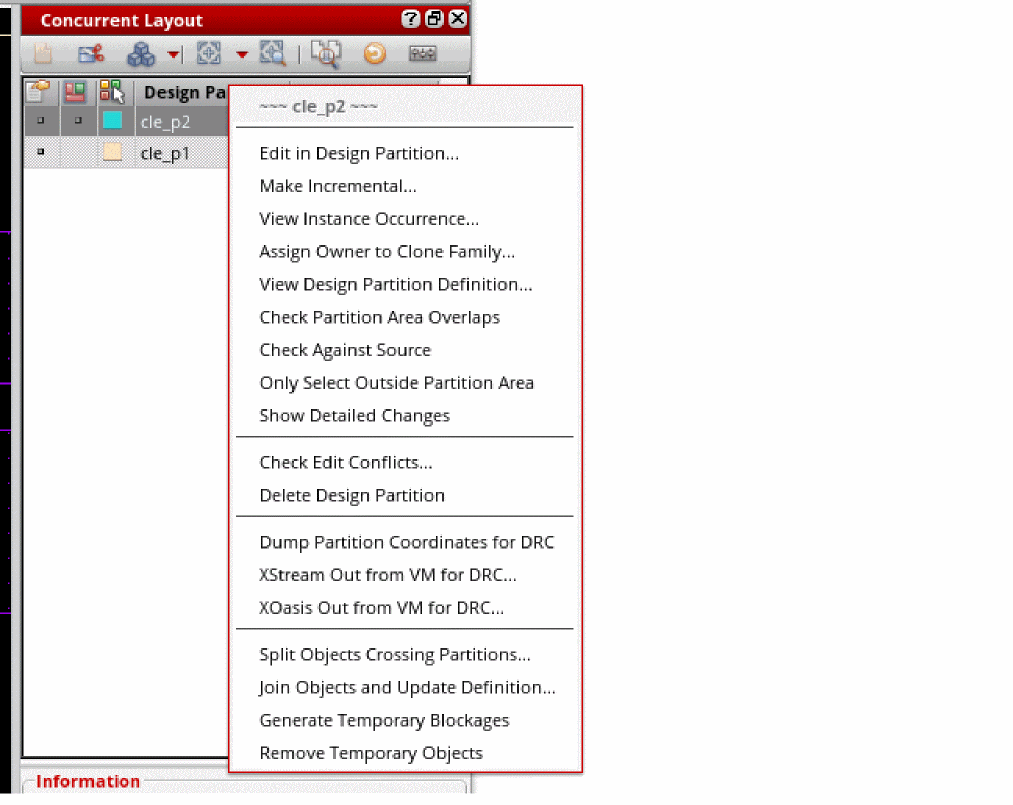 Concurrent Layout
Design Pa
cle_p2
cle_p1
~~~ cle_p2 ~~~
Edit in Design Partition...
Make Incremental...
View Instance Occurrence...
Assign Owner to Clone Family...
View Design Partition Definition...
Check Partition Area Overlaps
Check Against Source
Only Select Outside Partition Area
Show Detailed Changes
Check Edit Conflicts...
Delete Design Partition
Dump Partition Coordinates for DRC
XStream Out from VM for DRC...
XOasis Out from VM for DRC...
Split Objects Crossing Partitions...
Join Objects and Update Definition...
Generate Temporary Blockages
Remove Temporary Objects
Information